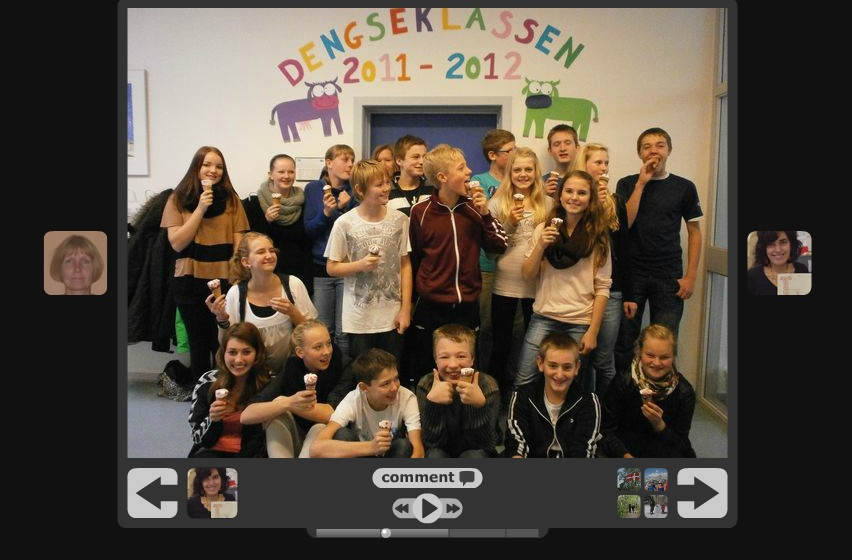 DENGSEKLASSEN
2011 - 2012
comment